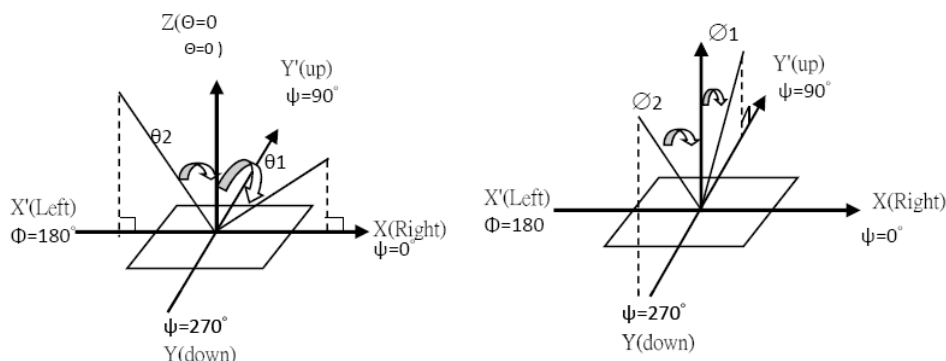 Z(Θ=0
Θ=0 )
Y'(up)
ψ=90°
θ2
θ1
X'(Left)
Φ=180°
X(Right)
ψ=0°
ψ=270°
Y(down)
∅1
Y'(up)
ψ=90°
∅2
X'(Left)
Φ=180
X(Right)
ψ=0°
ψ=270°
Y(down)